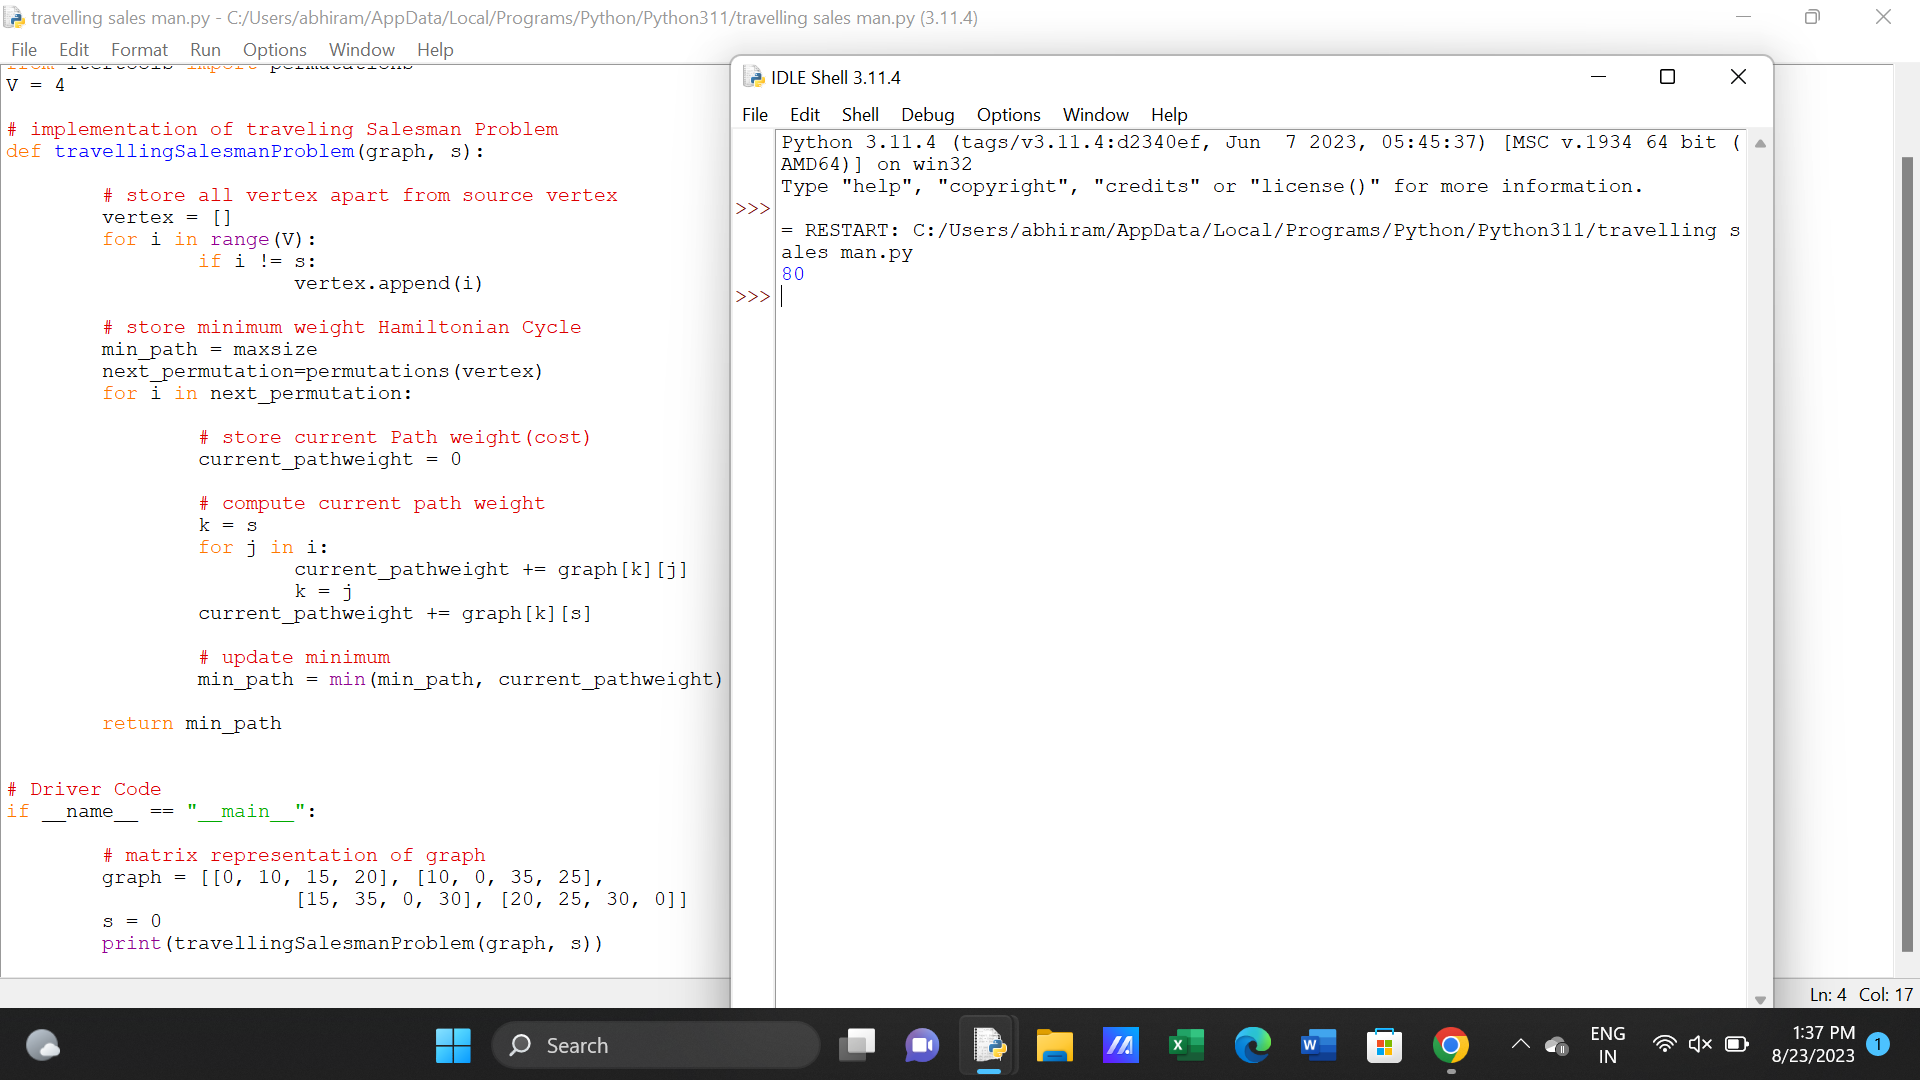 travelling sales man.py - C:/Users/abhiram/AppData/Local/Programs/Python/Python311/travelling sales man.py (3.11.4)
File Edit Format Run Options Window Help
from itertools import permutations
V = 4
# implementation of traveling Salesman Problem
def travellingSalesmanProblem(graph, s):
# store all vertex apart from source vertex
vertex = []
for i in range(V):
if i != s:
vertex.append(i)
# store minimum weight Hamiltonian Cycle
min_path = maxsize
next_permutation=permutations(vertex)
for i in next_permutation:
# store current Path weight(cost)
current_pathweight = 0
# compute current path weight
k = s
for j in i:
current_pathweight += graph[k][j]
k = j
current_pathweight += graph[k][s]
# update minimum
min_path = min(min_path, current_pathweight)
return min_path
# Driver Code
if __name__ == "__main__":
# matrix representation of graph
graph = [[0, 10, 15, 20], [10, 0, 35, 25],
[15, 35, 0, 30], [20, 25, 30, 0]]
s = 0
print(travellingSalesmanProblem(graph, s))
IDLE Shell 3.11.4
File Edit Shell Debug Options Window Help
Python 3.11.4 (tags/v3.11.4:d2340ef, Jun  7 2023, 05:45:37) [MSC v.1934 64 bit (
AMD64)] on win32
Type "help", "copyright", "credits" or "license()" for more information.
>>>
= RESTART: C:/Users/abhiram/AppData/Local/Programs/Python/Python311/travelling s
ales man.py
80
>>>
Ln: 4 Col: 17
Search
ENG
IN
1:37 PM
8/23/2023
1